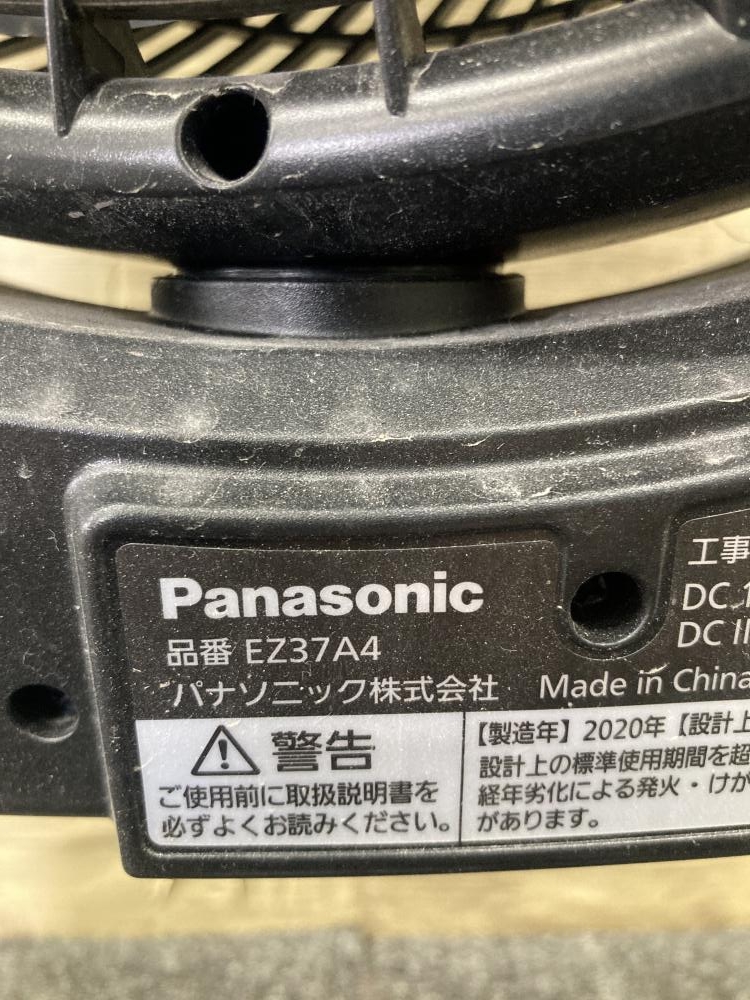 Panasonic
品番 EZ37A4
パナソニック株式会社
Made in China
工事
DC
DC
警告
ご使用前に取扱説明書を
必ずよくお読みください。
【製造年】2020年【設計上
設計上の標準使用期間を超
経年劣化による発火・けが
があります。